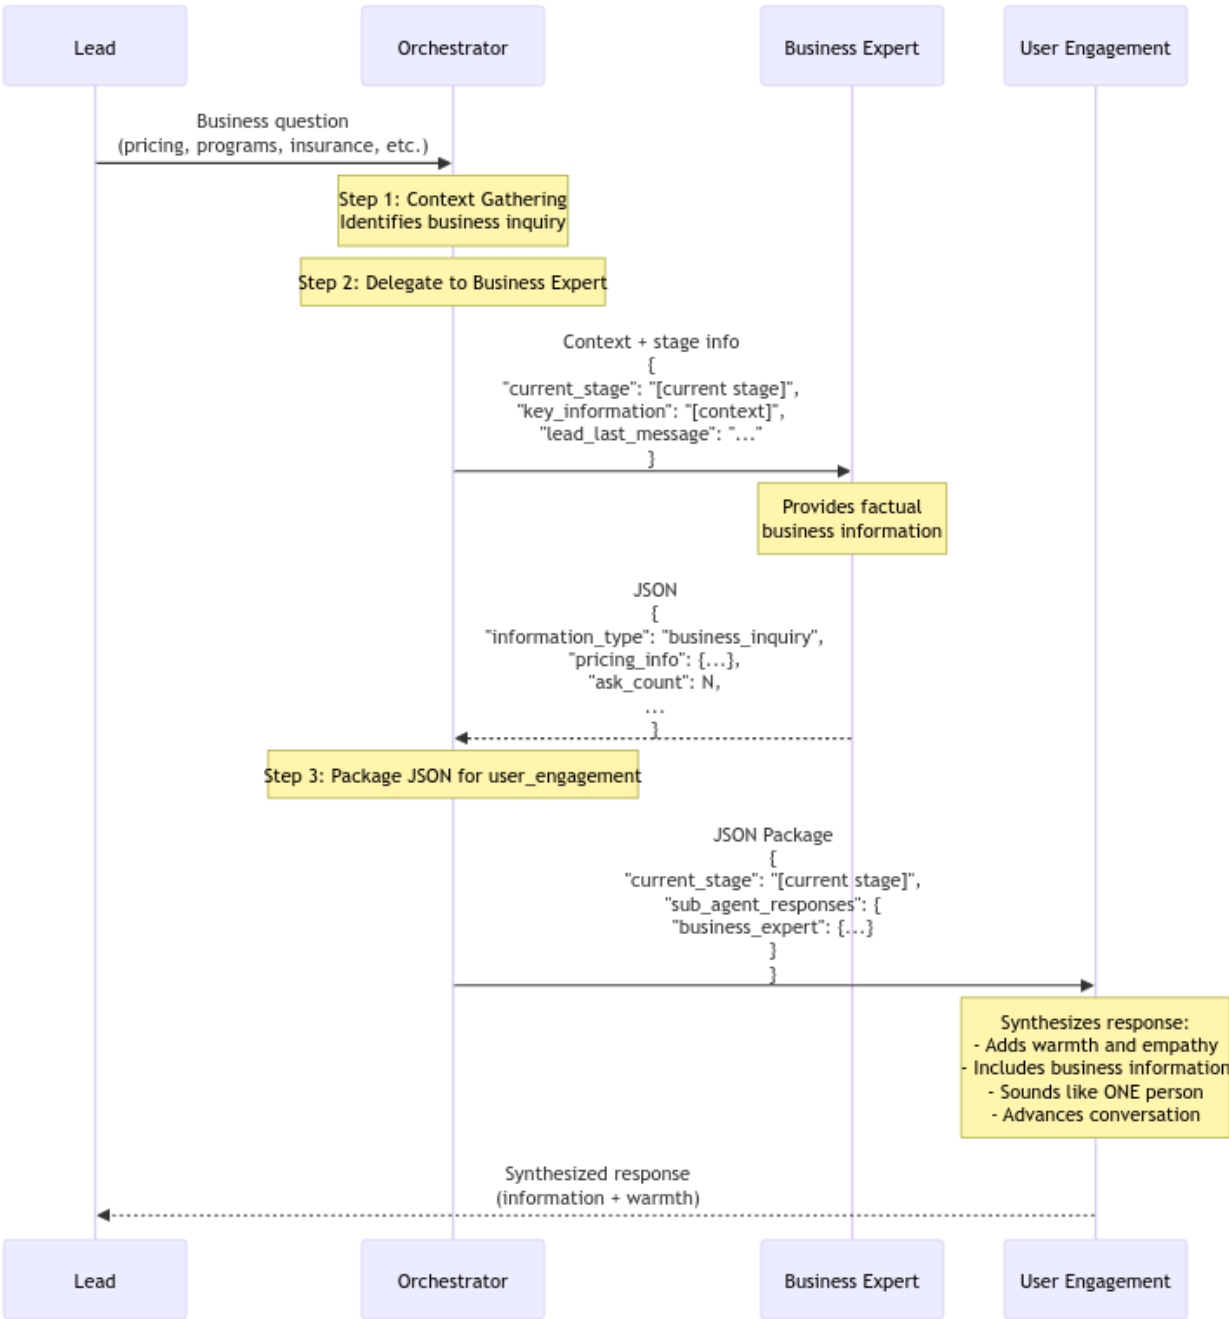 Lead
Orchestrator
Business Expert
User Engagement
Business question
(pricing, programs, insurance, etc.)
Step 1: Context Gathering
Identifies business inquiry
Step 2: Delegate to Business Expert
Context + stage info
{
"current_stage": "[current stage]",
"key_information": "[context]",
"lead_last_message": "..."
}
Provides factual
business information
JSON
{
"information_type": "business_inquiry",
"pricing_info": {...},
"ask_count": N,
...
}
Step 3: Package JSON for user_engagement
JSON Package
{
"current_stage": "[current stage]",
"sub_agent_responses": {
"business_expert": {...}
}
}
Synthesizes response:
- Adds warmth and empathy
- Includes business information
- Sounds like ONE person
- Advances conversation
Synthesized response
(information + warmth)
Lead
Orchestrator
Business Expert
User Engagement